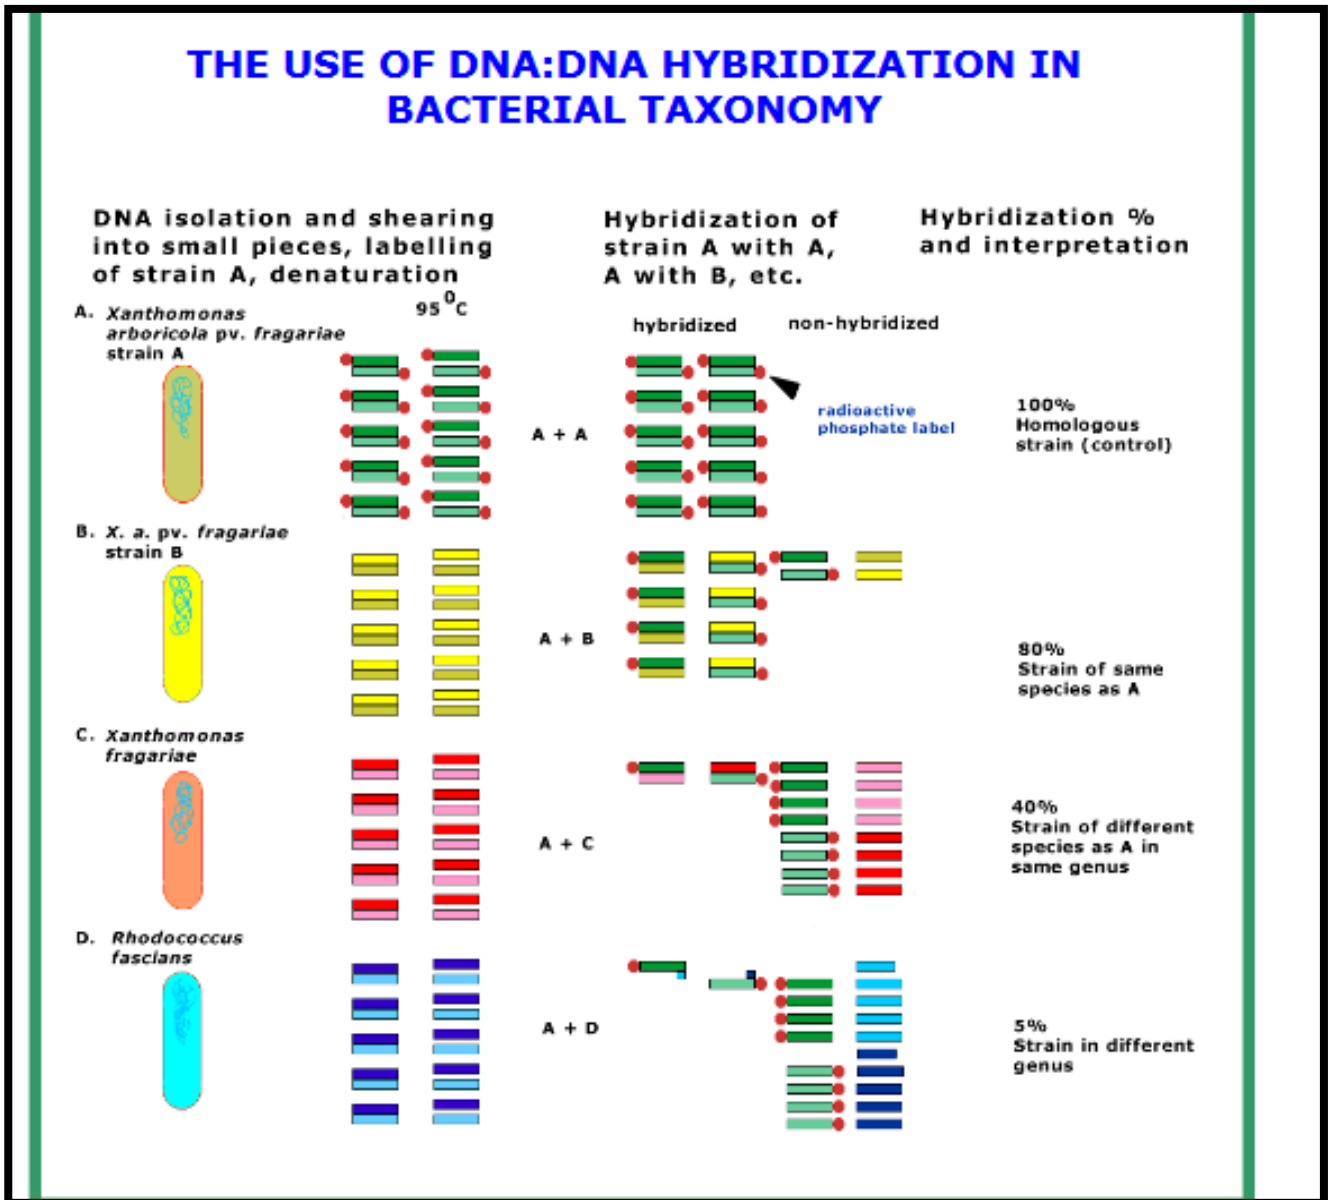 THE USE OF DNA:DNA HYBRIDIZATION IN
BACTERIAL TAXONOMY
DNA isolation and shearing
into small pieces, labelling
of strain A, denaturation
95 0C
Hybridization of
strain A with A,
A with B, etc.
Hybridization %
and interpretation
hybridized
non-hybridized
A. Xanthomonas
arboricola pv. fragariae
strain A
A + A
radioactive
phosphate label
100%
Homologous
strain (control)
B. X. a. pv. fragariae
strain B
A + B
80%
Strain of same
species as A
C. Xanthomonas
fragariae
A + C
40%
Strain of different
species as A in
same genus
D. Rhodococcus
fascians
A + D
5%
Strain in different
genus